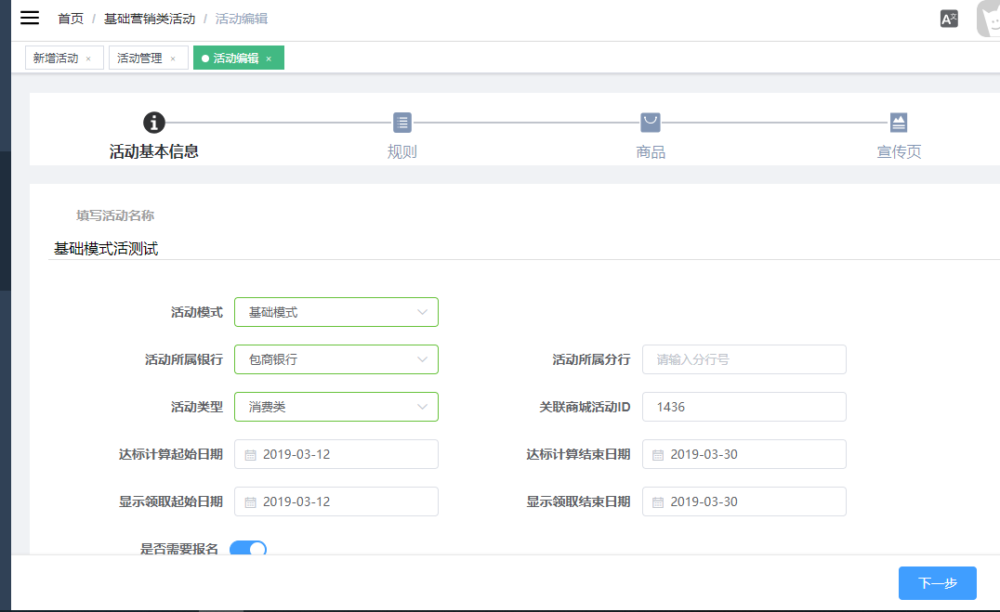 首页 / 基础营销类活动 / 活动编辑
新增活动 × 活动管理 × 活动编辑 ×
活动基本信息 规则 商品 宣传页
填写活动名称
基础模式活测试
活动模式 基础模式
活动所属银行 包商银行 活动所属分行 请输入分行号
活动类型 消费类 关联商城活动ID 1436
达标计算起始日期 2019-03-12 达标计算结束日期 2019-03-30
显示领取起始日期 2019-03-12 显示领取结束日期 2019-03-30
是否需要报名
下一步